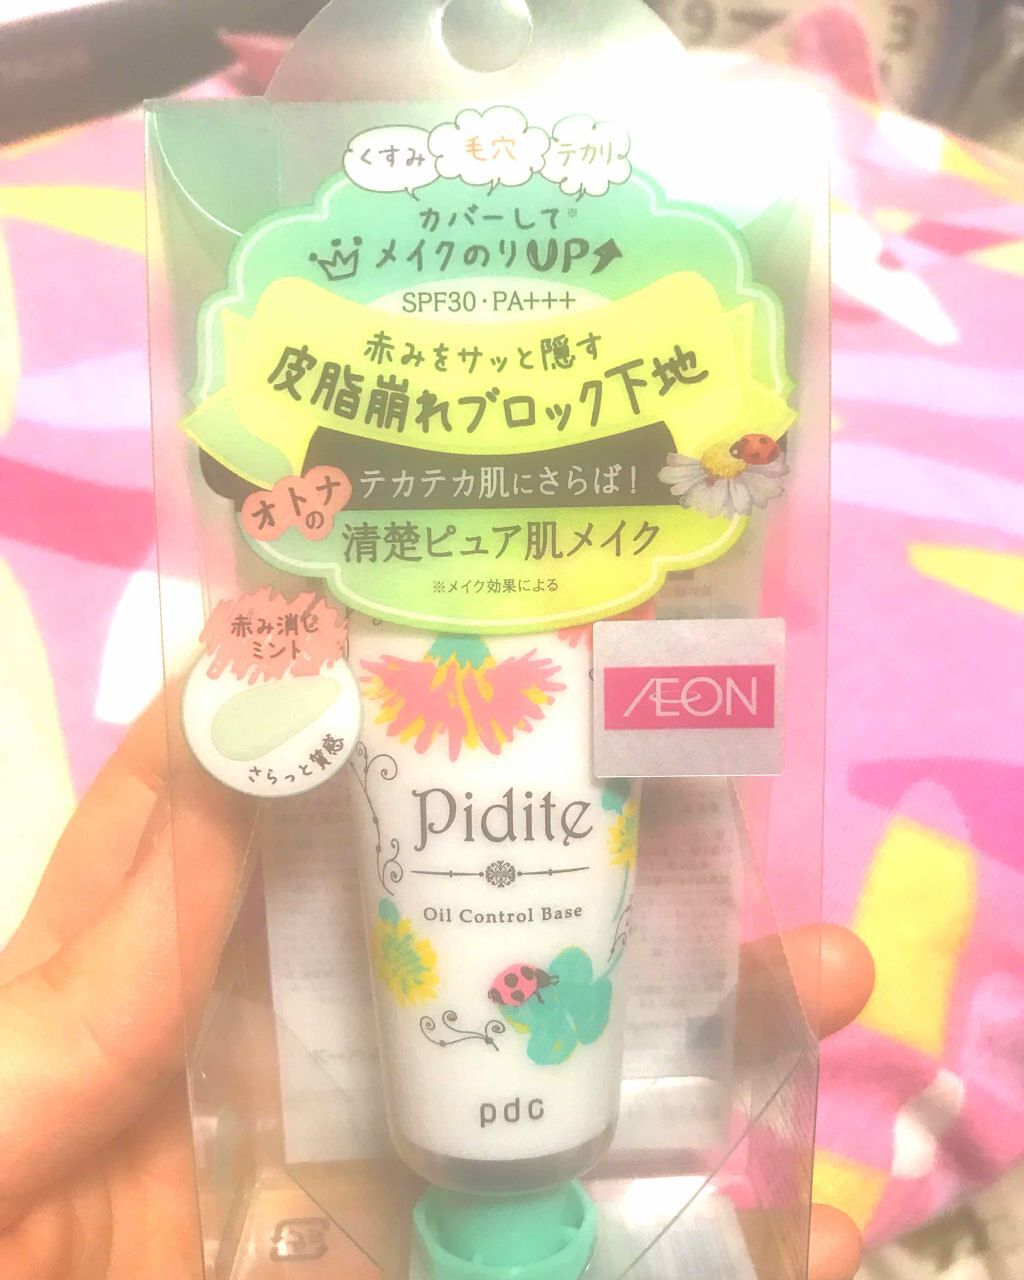 9
3
くすみ
毛穴
テカリ
カバーして※
メイクのりUP
SPF30・PA+++
赤みをサッと隠す
皮脂崩れブロック下地
テカテカ肌にさらば!
オトナの
清楚ピュア肌メイク
※メイク効果による
赤み消し
ミント
さらっと質感
ÆON
Pidite
Oil Control Base
pdc